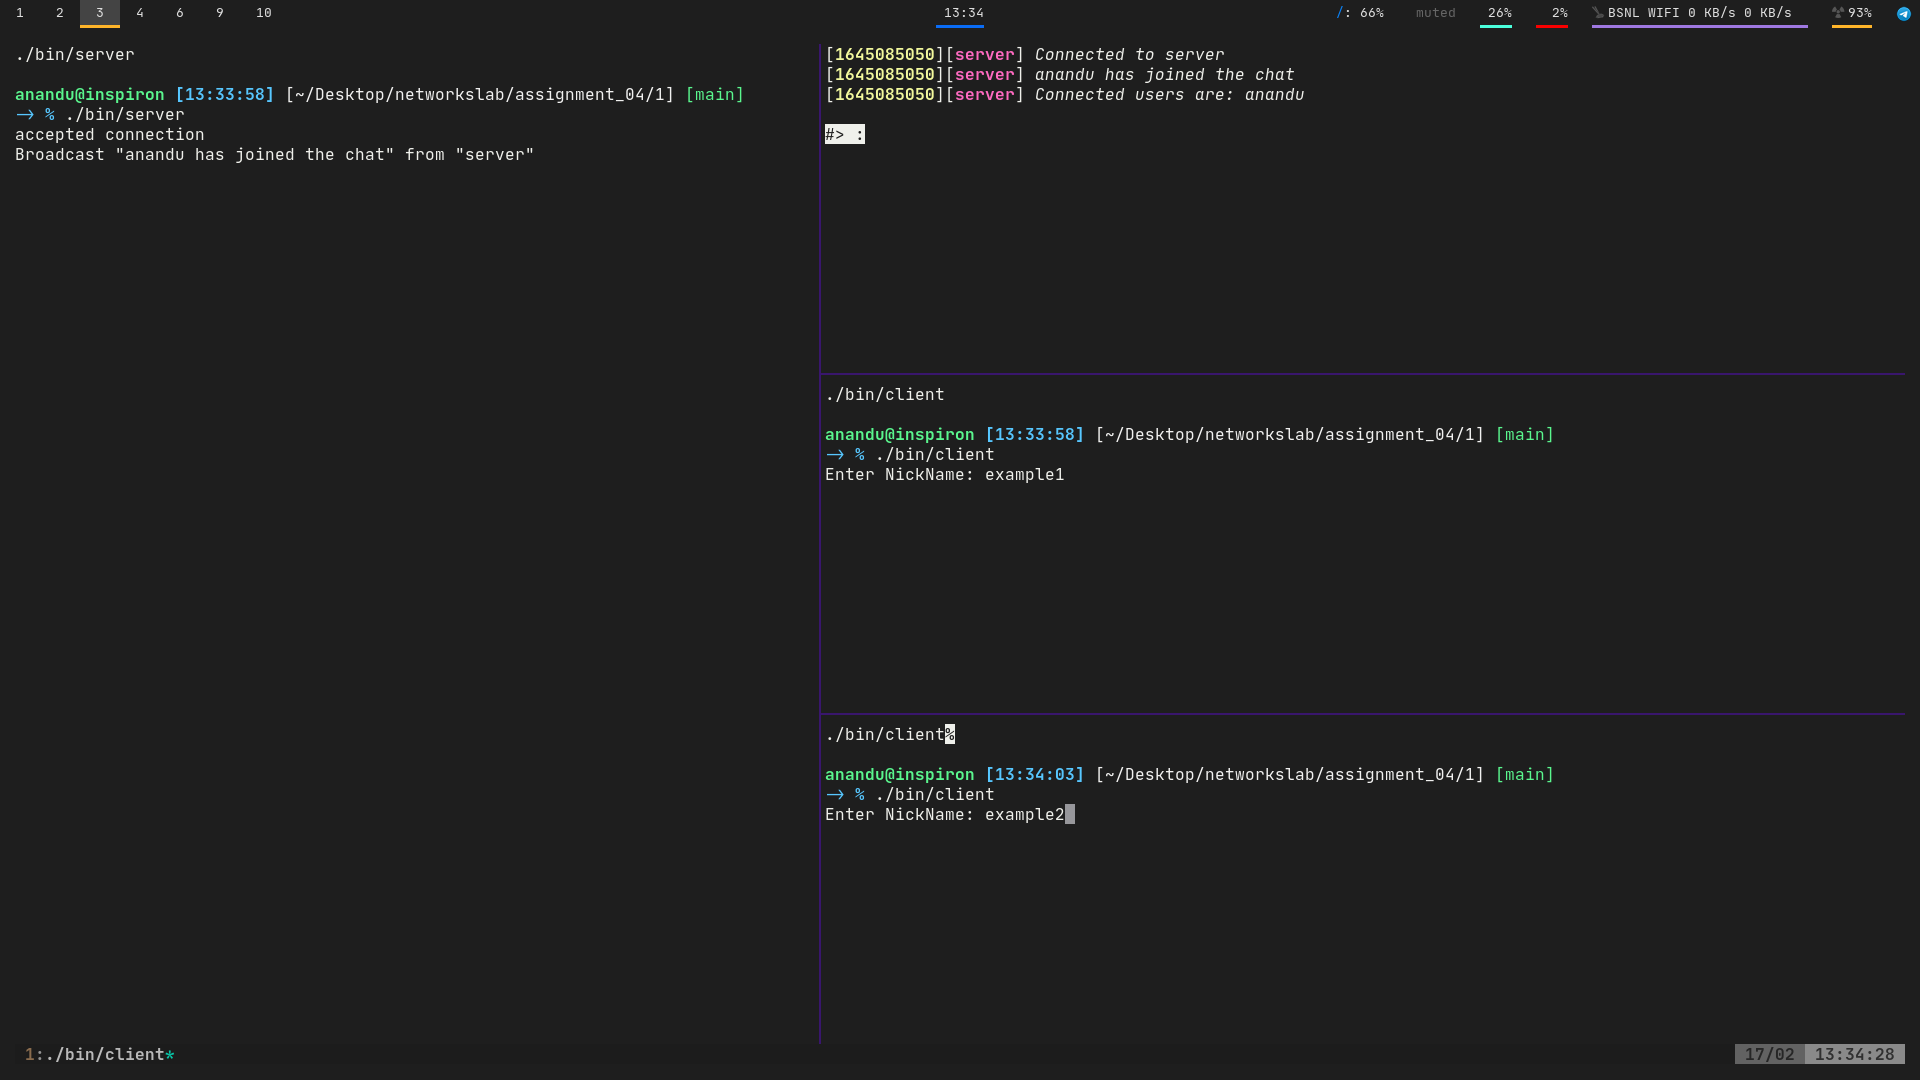 1 2 3 4 6 9 10 13:34 /: 66% muted 26% 2% BSNL WIFI 0 KB/s 0 KB/s 93%
./bin/server
anandu@inspiron [13:33:58] [~/Desktop/networkslab/assignment_04/1] [main]
—> % ./bin/server
accepted connection
Broadcast "anandu has joined the chat" from "server"
[1645085050][server] Connected to server
[1645085050][server] anandu has joined the chat
[1645085050][server] Connected users are: anandu
#> :
./bin/client
anandu@inspiron [13:33:58] [~/Desktop/networkslab/assignment_04/1] [main]
—> % ./bin/client
Enter NickName: example1
./bin/client%
anandu@inspiron [13:34:03] [~/Desktop/networkslab/assignment_04/1] [main]
—> % ./bin/client
Enter NickName: example2
1:./bin/client* 17/02 13:34:28